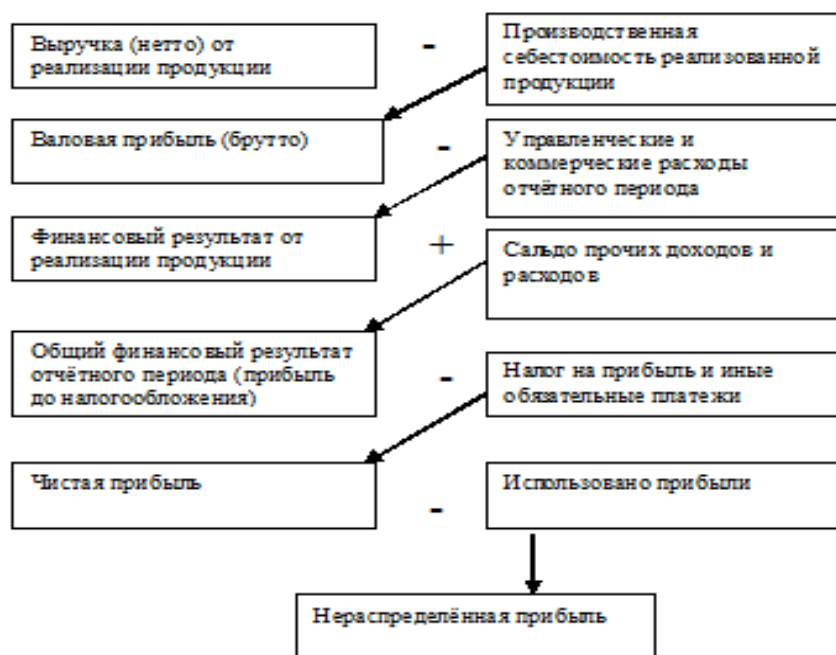 Выручка (нетто) от
реализации продукции
-
Производственная
себестоимость реализованной
продукции
Валовая прибыль (брутто)
-
Управленческие и
коммерческие расходы
отчётного периода
Финансовый результат от
реализации продукции
+
Сальдо прочих доходов и
расходов
Общий финансовый результат
отчётного периода (прибыль
до налогообложения)
-
Налог на прибыль и иные
обязательные платежи
Чистая прибыль
-
Использовано прибыли
Нераспределённая прибыль